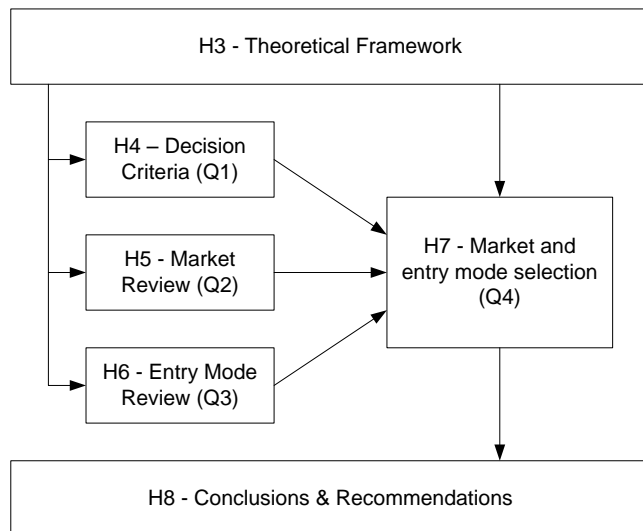 H3 - Theoretical Framework
H4 – Decision
Criteria (Q1)
H5 - Market
Review (Q2)
H6 - Entry Mode
Review (Q3)
H7 - Market and
entry mode selection
(Q4)
H8 - Conclusions & Recommendations